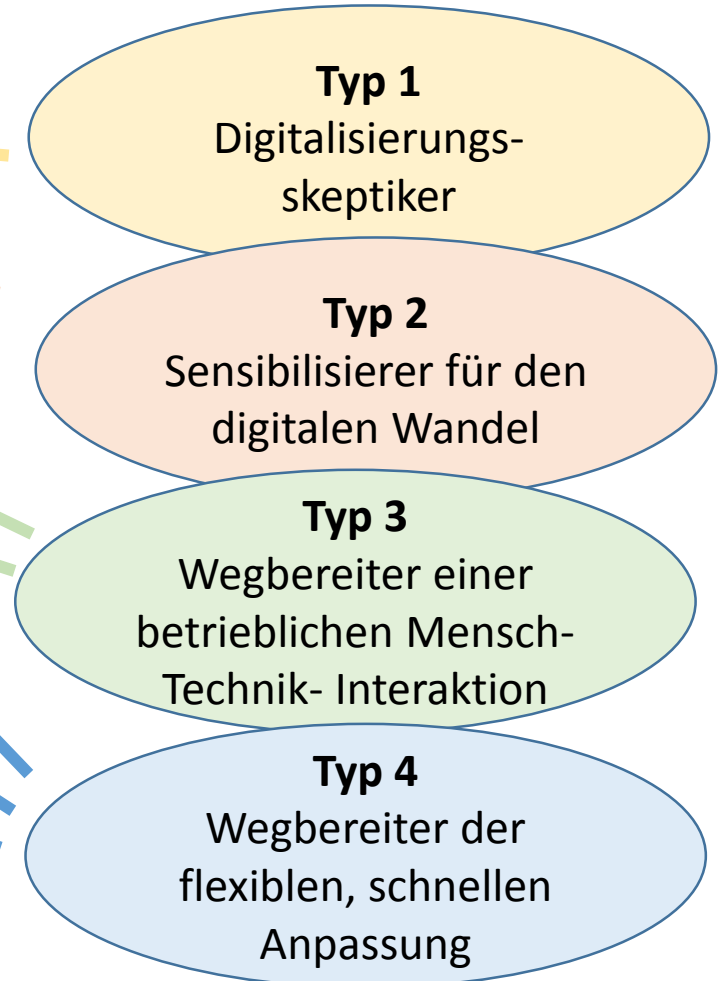 Typ 1
Digitalisierungs-
skeptiker
Typ 2
Sensibilisierer für den
digitalen Wandel
Typ 3
Wegbereiter einer
betrieblichen Mensch-
Technik- Interaktion
Typ 4
Wegbereiter der
flexiblen, schnellen
Anpassung